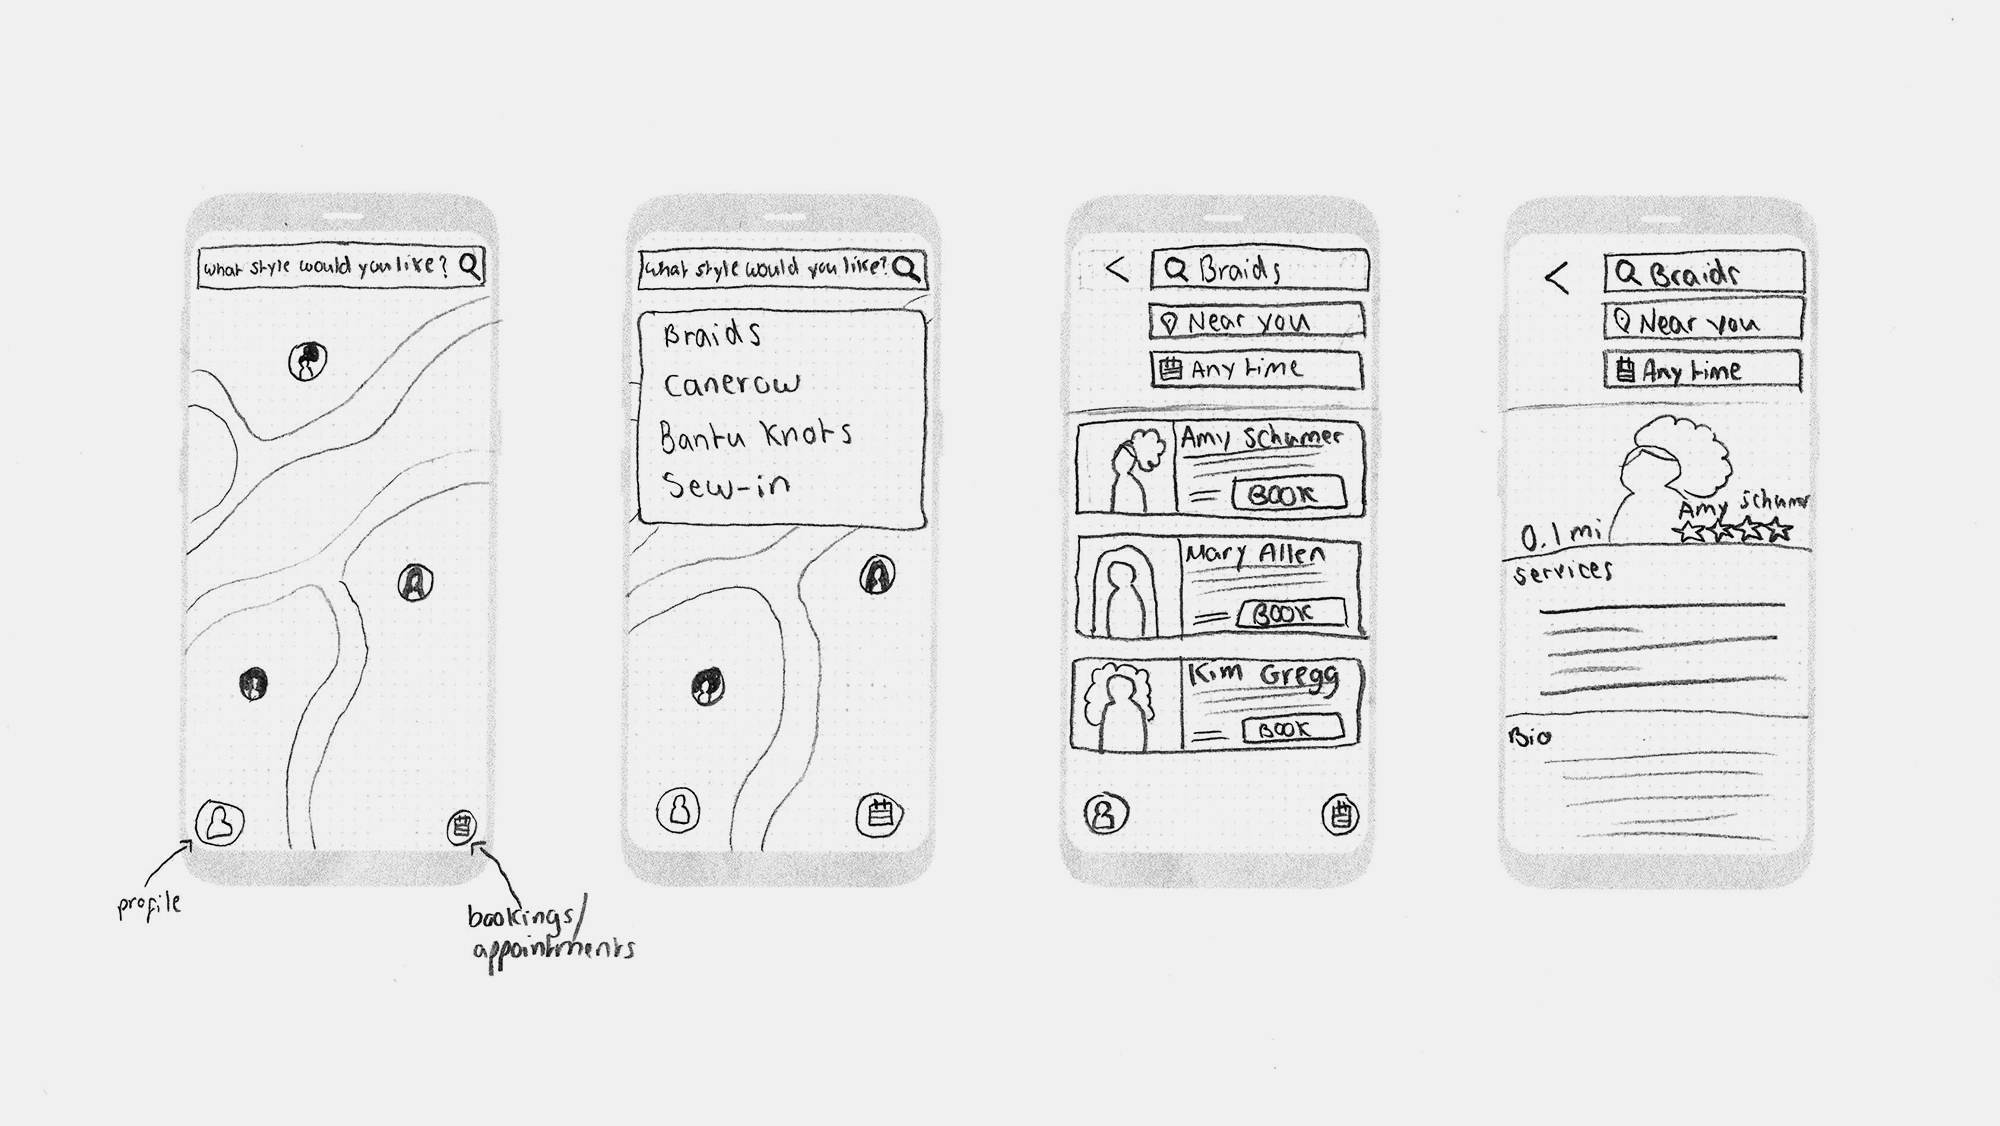 what style would you like?
profile
bookings/
appointments
what style would you like?
Braids
Canerow
Bantu Knots
Sew-in
< Braids
Near you
Any time
Amy Schumer
BOOK
Mary Allen
BOOK
Kim Gregg
BOOK
< Braids
Near you
Any time
Amy Schumer
0.1 mi
services
Bio